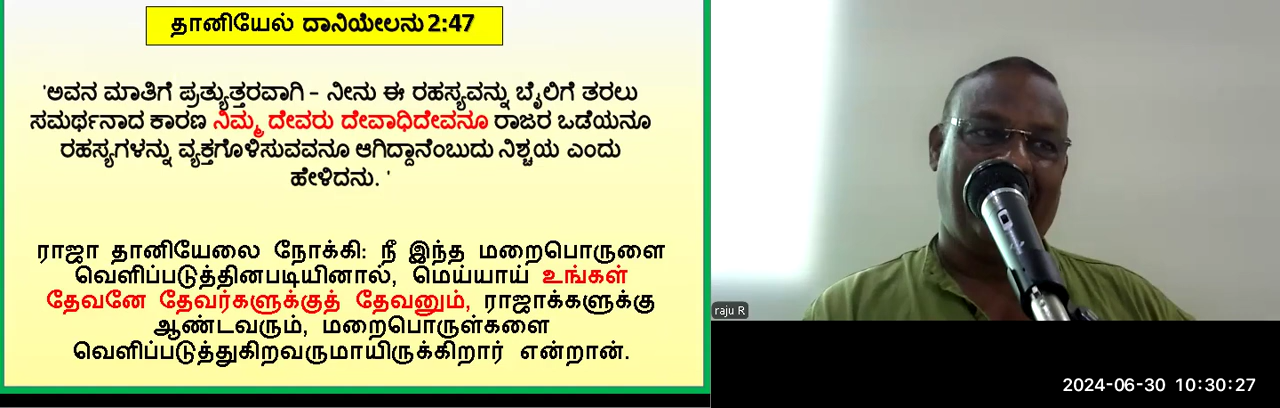 தானியேல் ದಾನಿಯೇಲನು 2:47
'ಅವನ ಮಾತಿಗೆ ಪ್ರತ್ಯುತ್ತರವಾಗಿ - ನೀನು ಈ ರಹಸ್ಯವನ್ನು ಬೈಲಿಗೆ ತರಲು
ಸಮರ್ಥನಾದ ಕಾರಣ ನಿಮ್ಮ ದೇವರು ದೇವಾಧಿದೇವನೂ ರಾಜರ ಒಡೆಯನೂ
ರಹಸ್ಯಗಳನ್ನು ವ್ಯಕ್ತಗೊಳಿಸುವವನೂ ಆಗಿದ್ದಾನೆಂಬುದು ನಿಶ್ಚಯ ಎಂದು
ಹೇಳಿದನು. '
ராஜா தானியேலை நோக்கி: நீ இந்த மறைபொருளை
வெளிப்படுத்தினபடியினால், மெய்யாய் உங்கள்
தேவனே தேவர்களுக்குத் தேவனும், ராஜாக்களுக்கு
ஆண்டவரும், மறைபொருள்களை
வெளிப்படுத்துகிறவருமாயிருக்கிறார் என்றான்.
raju R
2024-06-30 10:30:27